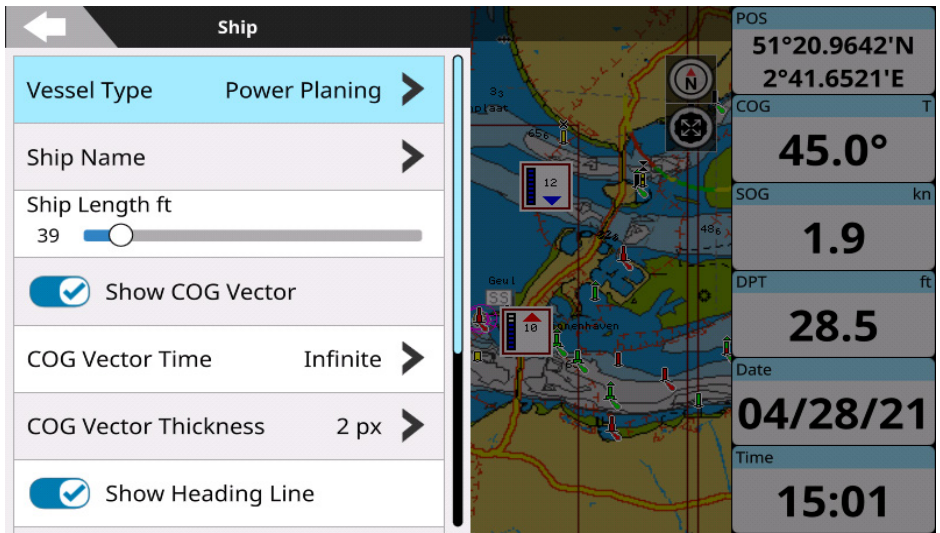 Ship
Vessel Type Power Planing
Ship Name
Ship Length ft
39
Show COG Vector
COG Vector Time Infinite
COG Vector Thickness 2 px
Show Heading Line
N
12
Geul
SS
10
POS
51°20.9642'N
2°41.6521'E
COG T
45.0°
SOG kn
1.9
DPT ft
28.5
Date
04/28/21
Time
15:01